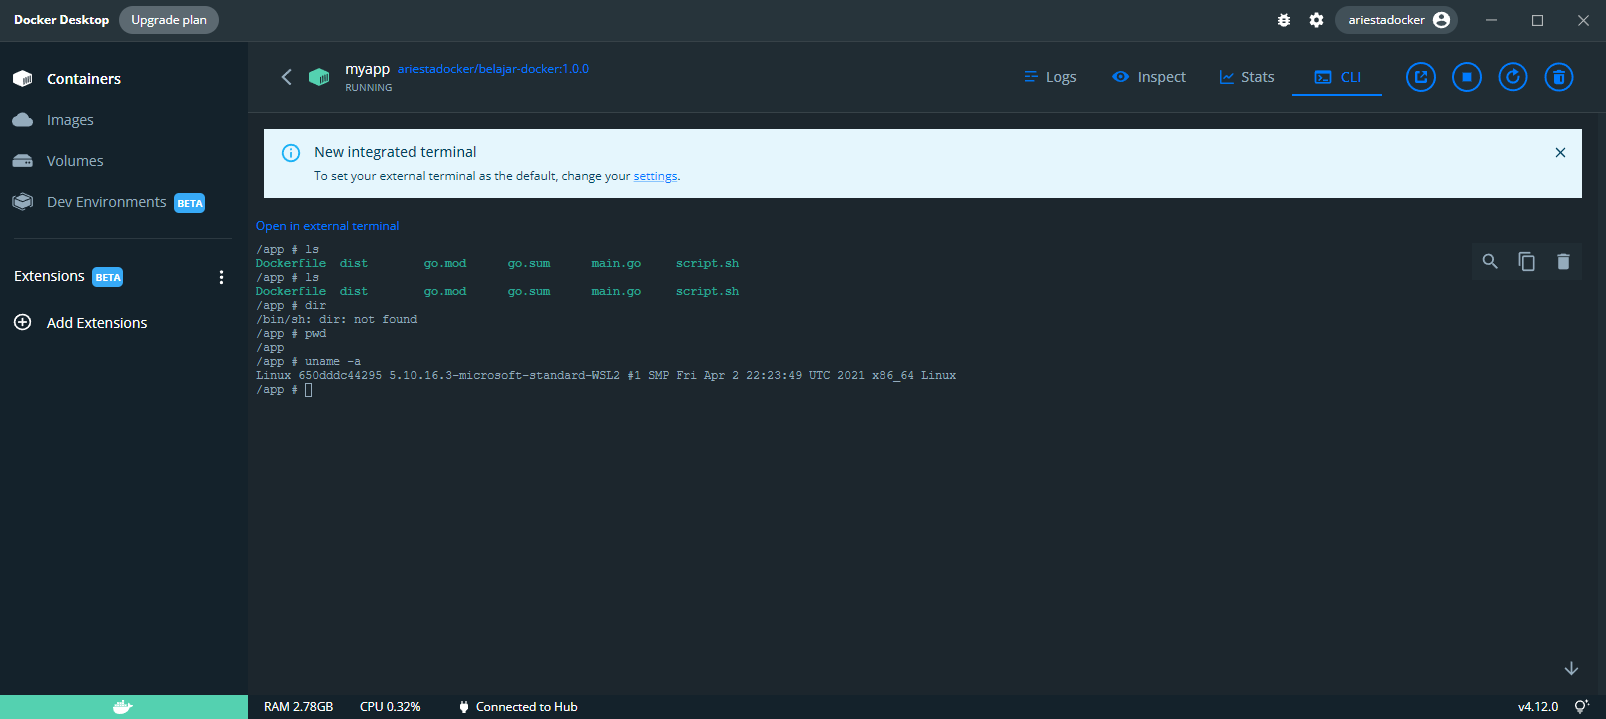 Docker Desktop Upgrade plan ariestadocker
Containers
Images
Volumes
Dev Environments BETA
Extensions BETA
Add Extensions
myapp ariestadocker/belajar-docker:1.0.0
RUNNING
Logs Inspect Stats CLI
New integrated terminal
To set your external terminal as the default, change your settings.
Open in external terminal
/app # ls
Dockerfile dist go.mod go.sum main.go script.sh
/app # ls
Dockerfile dist go.mod go.sum main.go script.sh
/app # dir
/bin/sh: dir: not found
/app # pwd
/app
/app # uname -a
Linux 650dddc44295 5.10.16.3-microsoft-standard-WSL2 #1 SMP Fri Apr 2 22:23:49 UTC 2021 x86_64 Linux
/app #
RAM 2.78GB CPU 0.32% Connected to Hub v4.12.0